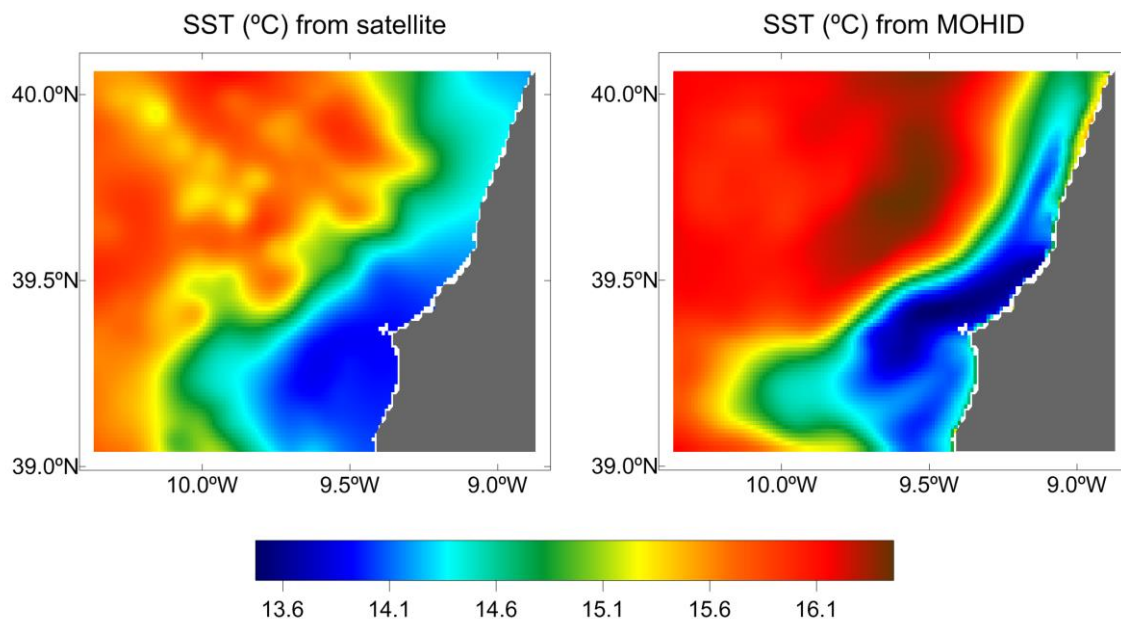 SST (ºC) from satellite
SST (ºC) from MOHID
40.0ºN
39.5ºN
39.0ºN
10.0ºW
9.5ºW
9.0ºW
40.0ºN
39.5ºN
39.0ºN
10.0ºW
9.5ºW
9.0ºW
13.6
14.1
14.6
15.1
15.6
16.1